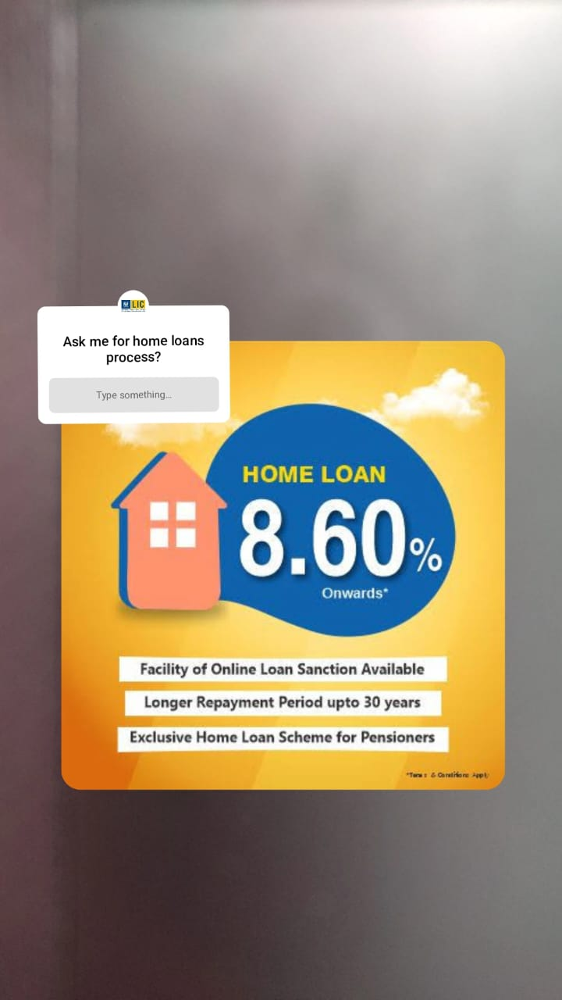 LIC
Ask me for home loans
process?
Type something...
HOME LOAN
8.60%
Onwards*
Facility of Online Loan Sanction Available
Longer Repayment Period upto 30 years
Exclusive Home Loan Scheme for Pensioners
*Terms & Conditions Apply